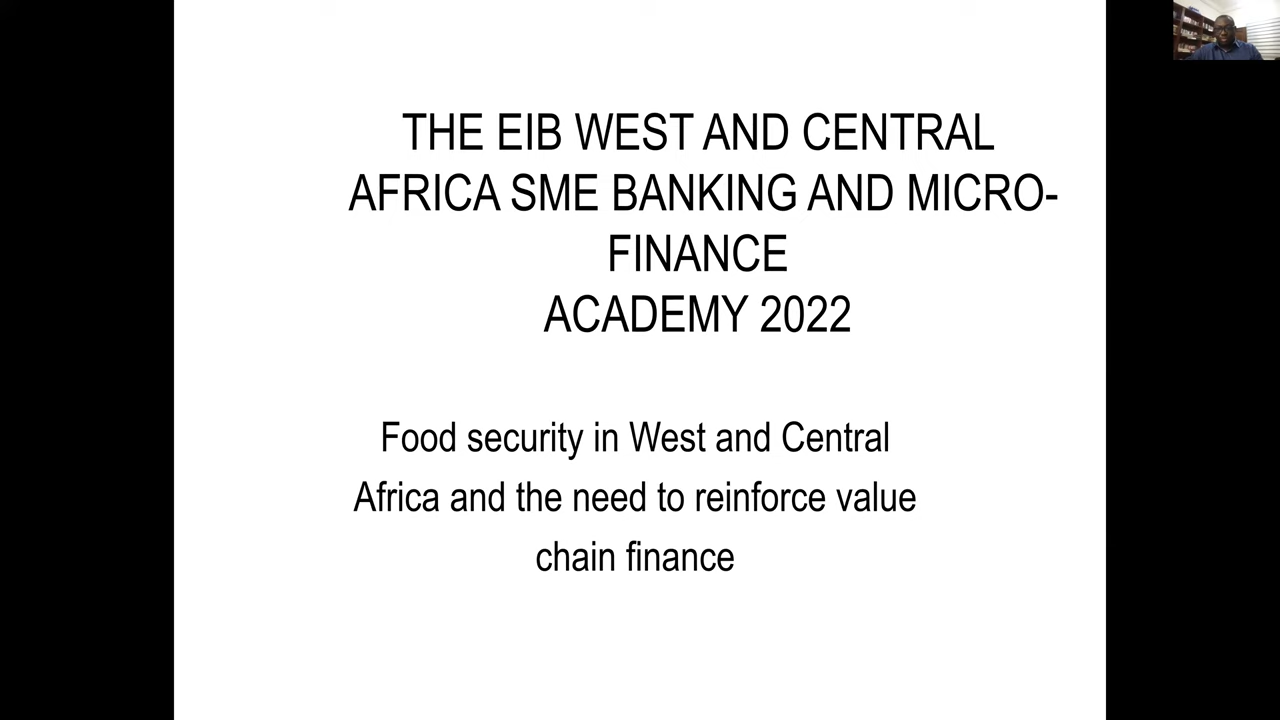 THE EIB WEST AND CENTRAL
AFRICA SME BANKING AND MICRO-
FINANCE
ACADEMY 2022
Food security in West and Central
Africa and the need to reinforce value
chain finance